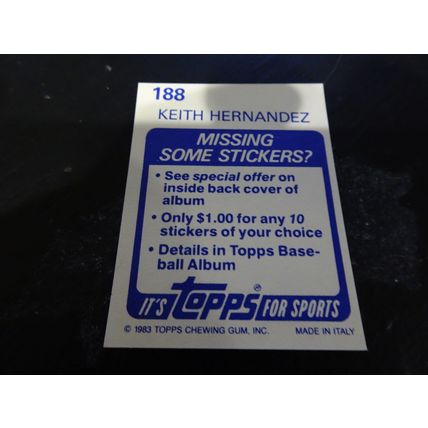 188
KEITH HERNANDEZ
MISSING
SOME STICKERS?
• See special offer on
inside back cover of
album
• Only $1.00 for any 10
stickers of your choice
• Details in Topps Base-
ball Album
IT'S Topps® FOR SPORTS
© 1983 TOPPS CHEWING GUM, INC. MADE IN ITALY